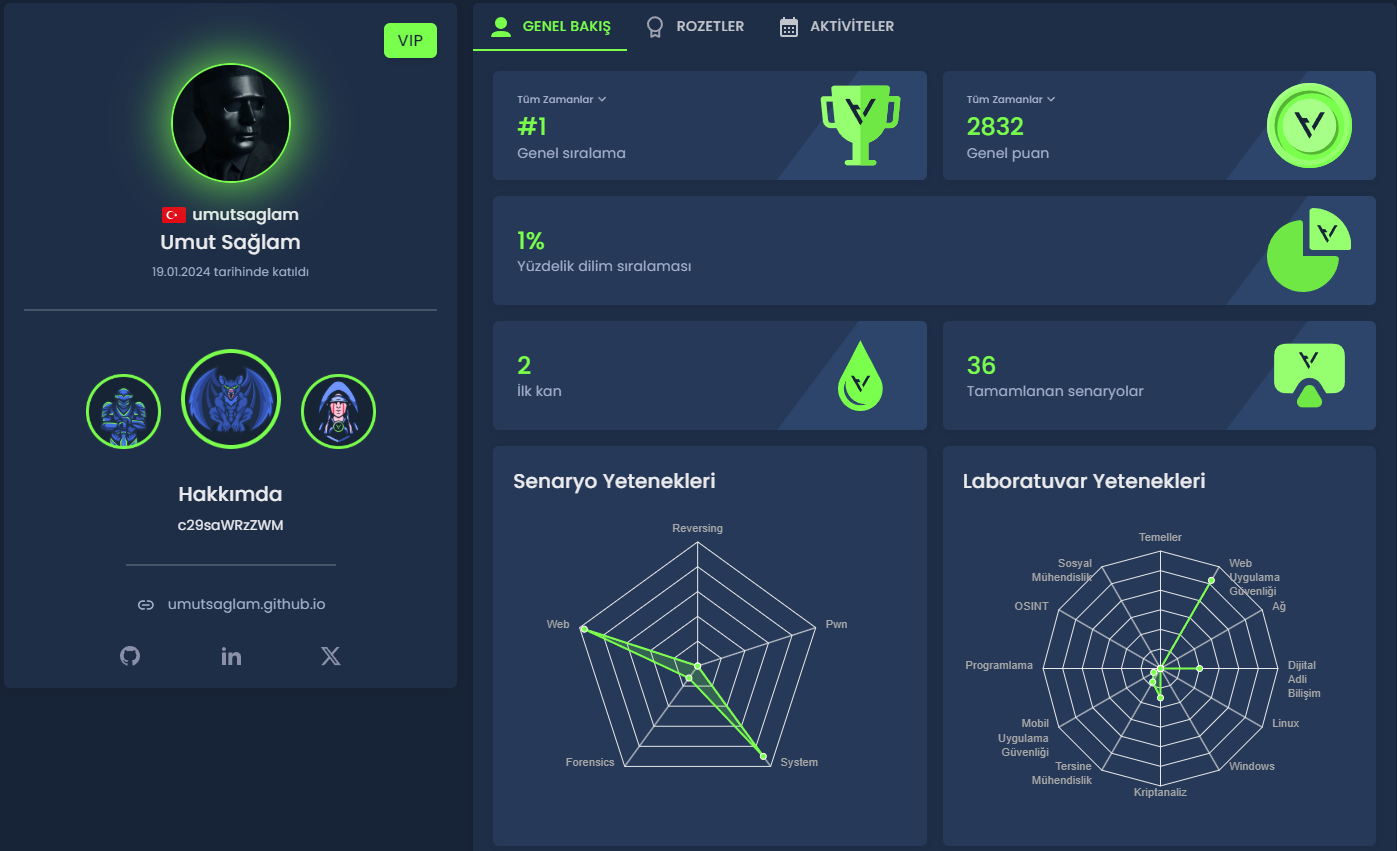 VIP
umutsaglam
Umut Sağlam
19.01.2024 tarihinde katıldı
Hakkımda
c29saWRzZWM
umutsaglam.github.io
GENEL BAKIŞ
ROZETLER
AKTİVİTELER
Tüm Zamanlar
#1
Genel sıralama
Tüm Zamanlar
2832
Genel puan
1%
Yüzdelik dilim sıralaması
2
İlk kan
36
Tamamlanan senaryolar
Senaryo Yetenekleri
Reversing
Web
Pwn
Forensics
System
Laboratuvar Yetenekleri
Temeller
Web
Uygulama
Güvenliği
Ağ
Dijital
Adli
Bilişim
Linux
Windows
Kriptanaliz
Tersine
Mühendislik
Mobil
Uygulama
Güvenliği
Programlama
OSINT
Sosyal
Mühendislik